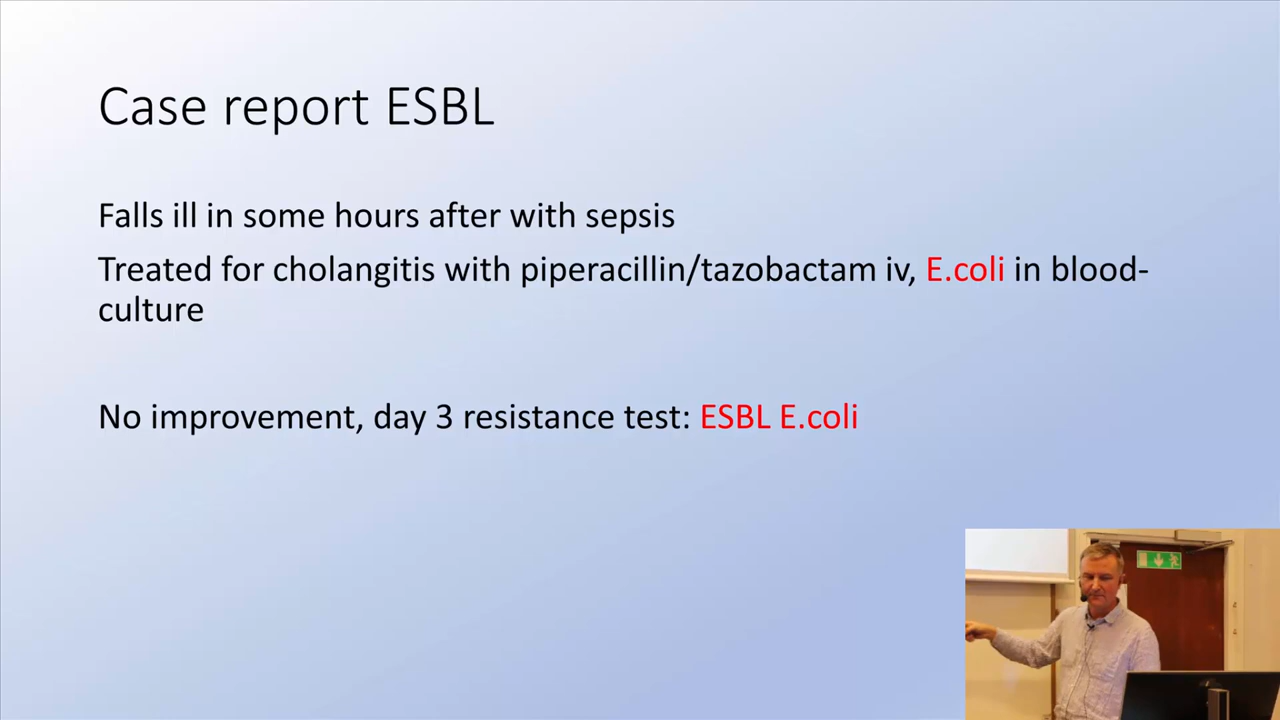 Case report ESBL
Falls ill in some hours after with sepsis
Treated for cholangitis with piperacillin/tazobactam iv, E.coli in blood-
culture
No improvement, day 3 resistance test: ESBL E.coli